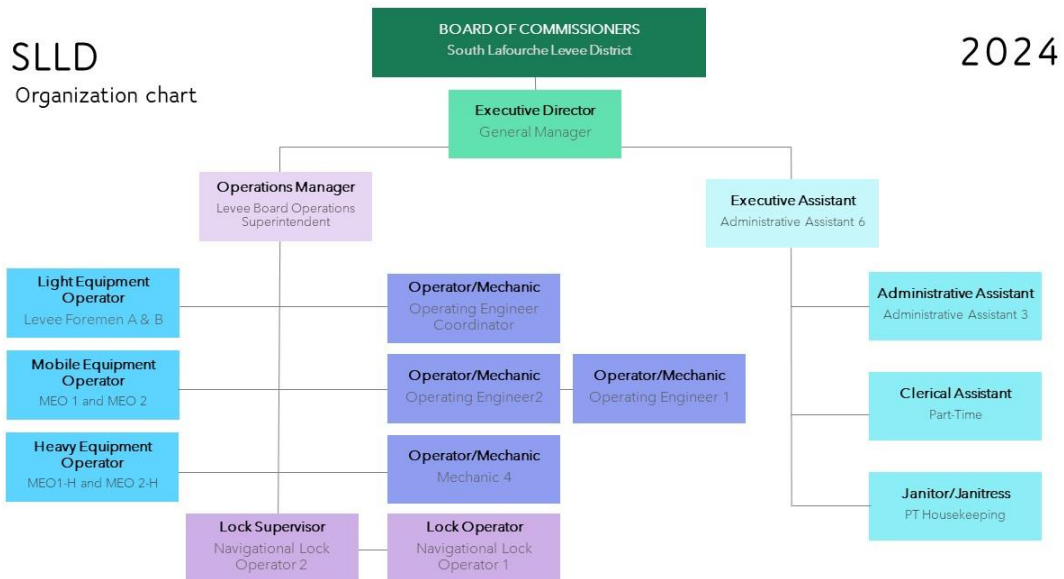 BOARD OF COMMISSIONERS
South Lafourche Levee District
SLLD
2024
Organization chart
Executive Director
General Manager
Operations Manager
Levee Board Operations
Superintendent
Executive Assistant
Administrative Assistant 6
Light Equipment
Operator
Levee Foremen A & B
Operator/Mechanic
Operating Engineer
Coordinator
Administrative Assistant
Administrative Assistant 3
Mobile Equipment
Operator
MEO 1 and MEO 2
Operator/Mechanic
Operating Engineer2
Operator/Mechanic
Operating Engineer 1
Clerical Assistant
Part-Time
Heavy Equipment
Operator
MEO1-H and MEO 2-H
Operator/Mechanic
Mechanic 4
Janitor/Janitress
PT Housekeeping
Lock Supervisor
Navigational Lock
Operator 2
Lock Operator
Navigational Lock
Operator 1